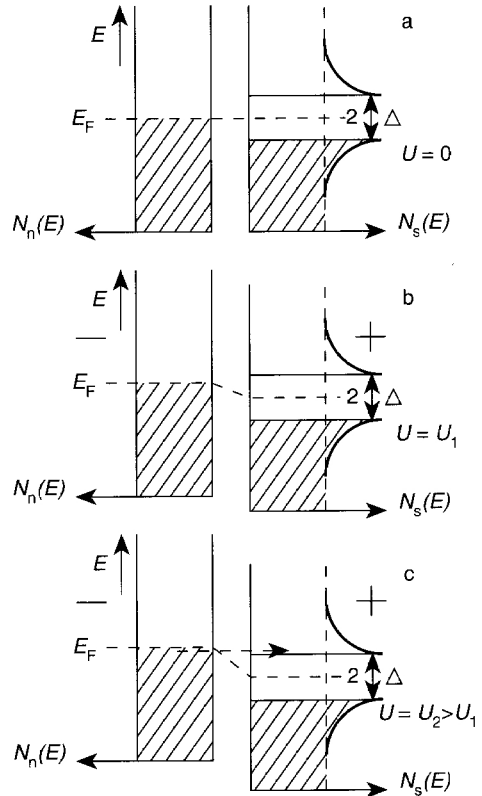 a
E
E_F
2 Δ
U = 0
N_n(E)
N_s(E)
b
E
— +
E_F
2 Δ
U = U_1
N_n(E)
N_s(E)
c
E
— +
E_F
2 Δ
U = U_2>U_1
N_n(E)
N_s(E)